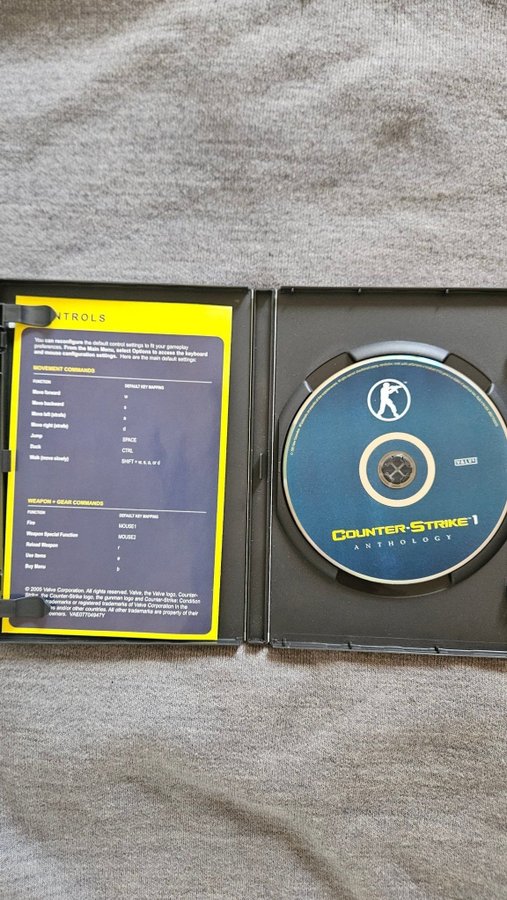 NTROLS
You can reconfigure the default control settings to fit your gameplay
preferences. From the Main Menu, select Options to access the keyboard
and mouse configuration settings. Here are the main default settings:
MOVEMENT COMMANDS
FUNCTION DEFAULT KEY MAPPING
Move forward w
Move backward s
Move left (strafe) a
Move right (strafe) d
Jump SPACE
Duck CTRL
Walk (move slowly) SHIFT + w, s, a, or d
WEAPON + GEAR COMMANDS
FUNCTION DEFAULT KEY MAPPING
Fire MOUSE1
Weapon Special Function MOUSE2
Reload Weapon r
Use Items e
Buy Menu b
© 2005 Valve Corporation. All rights reserved. Valve, the Valve logo, Counter-
Strike, the Counter-Strike logo, the gunman logo and Counter-Strike: Condition
trademarks or registered trademarks of Valve Corporation in the
es and/or other countries. All other trademarks are property of their
owners. VAE07704947Y
VALVE
COUNTER-STRIKE™ 1
ANTHOLOGY